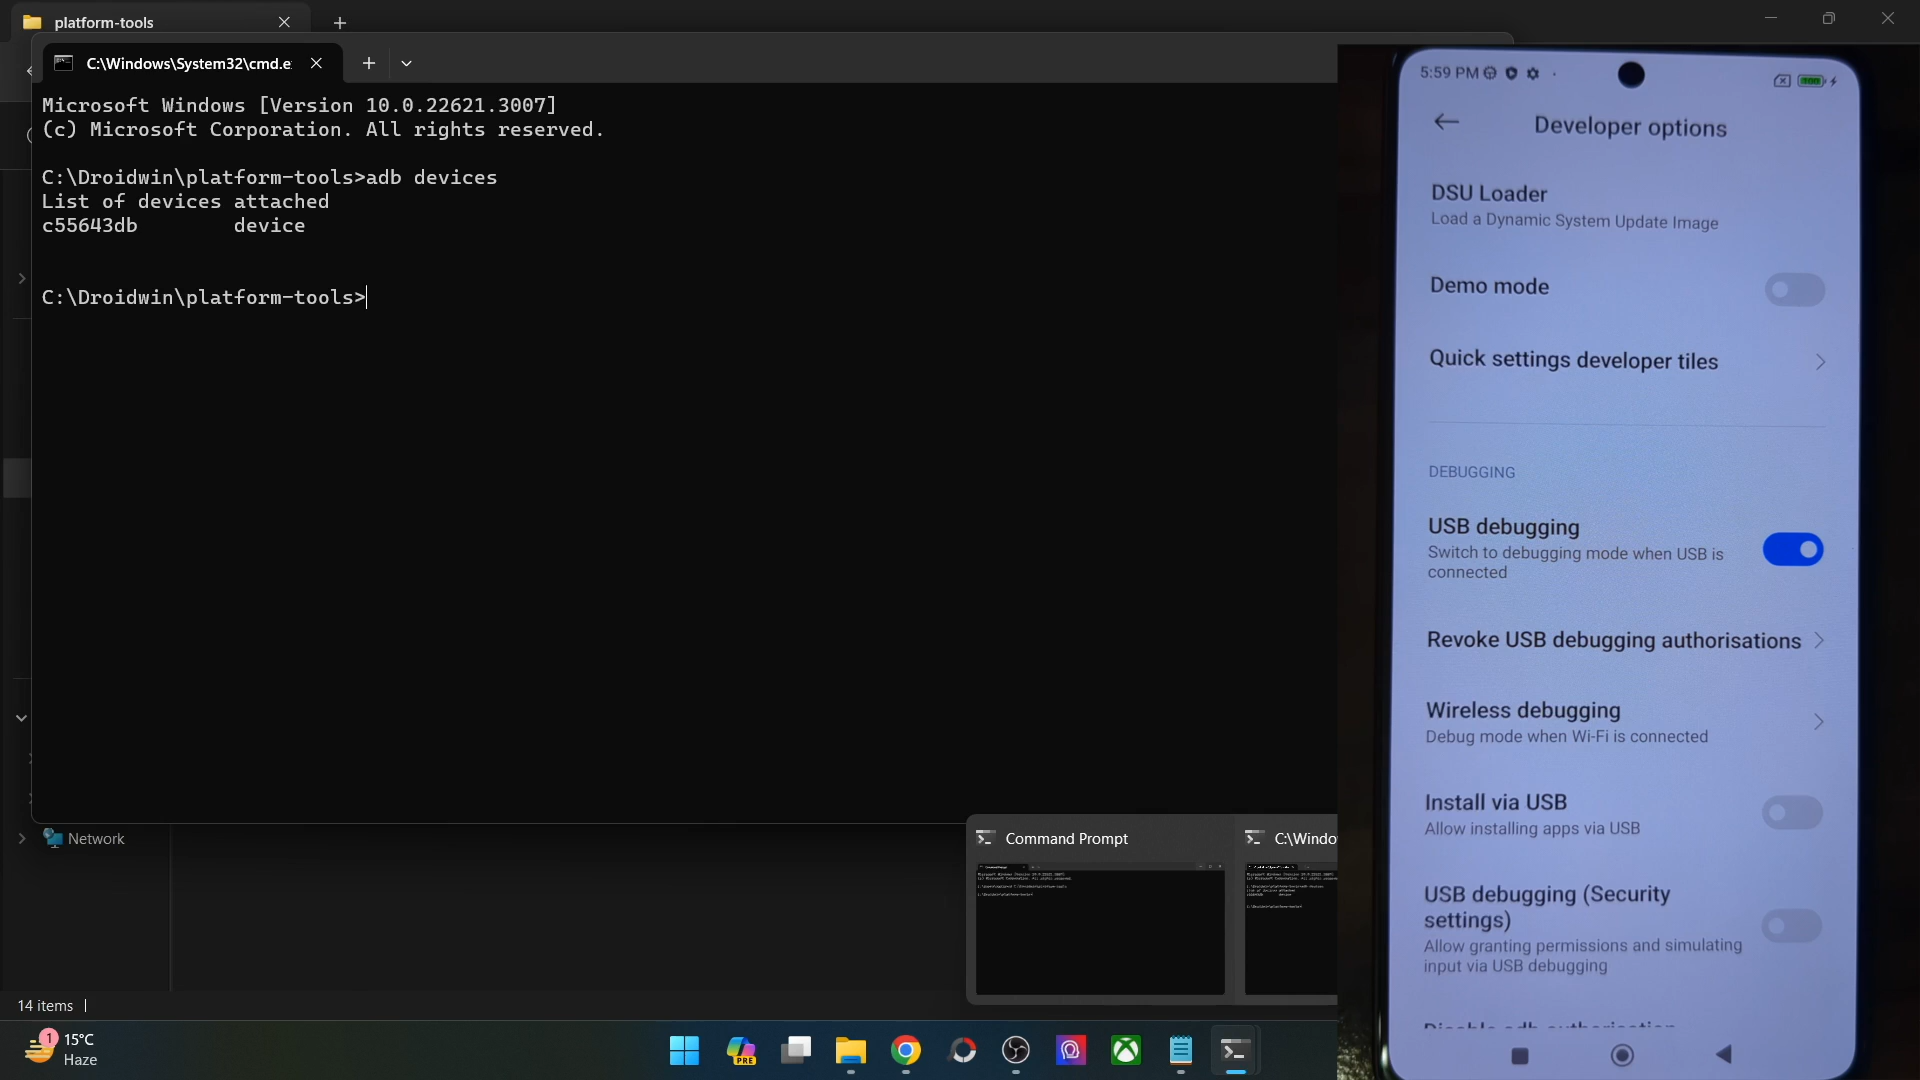 platform-tools
C:\Windows\System32\cmd.e
Microsoft Windows [Version 10.0.22621.3007]
(c) Microsoft Corporation. All rights reserved.
C:\Droidwin\platform-tools>adb devices
List of devices attached
c55643db device
C:\Droidwin\platform-tools>
Network
14 items
1
15°C
Haze
Command Prompt
C:\Windo
PRE
5:59 PM
100
Developer options
DSU Loader
Load a Dynamic System Update Image
Demo mode
Quick settings developer tiles
DEBUGGING
USB debugging
Switch to debugging mode when USB is
connected
Revoke USB debugging authorisations
Wireless debugging
Debug mode when Wi-Fi is connected
Install via USB
Allow installing apps via USB
USB debugging (Security
settings)
Allow granting permissions and simulating
input via USB debugging